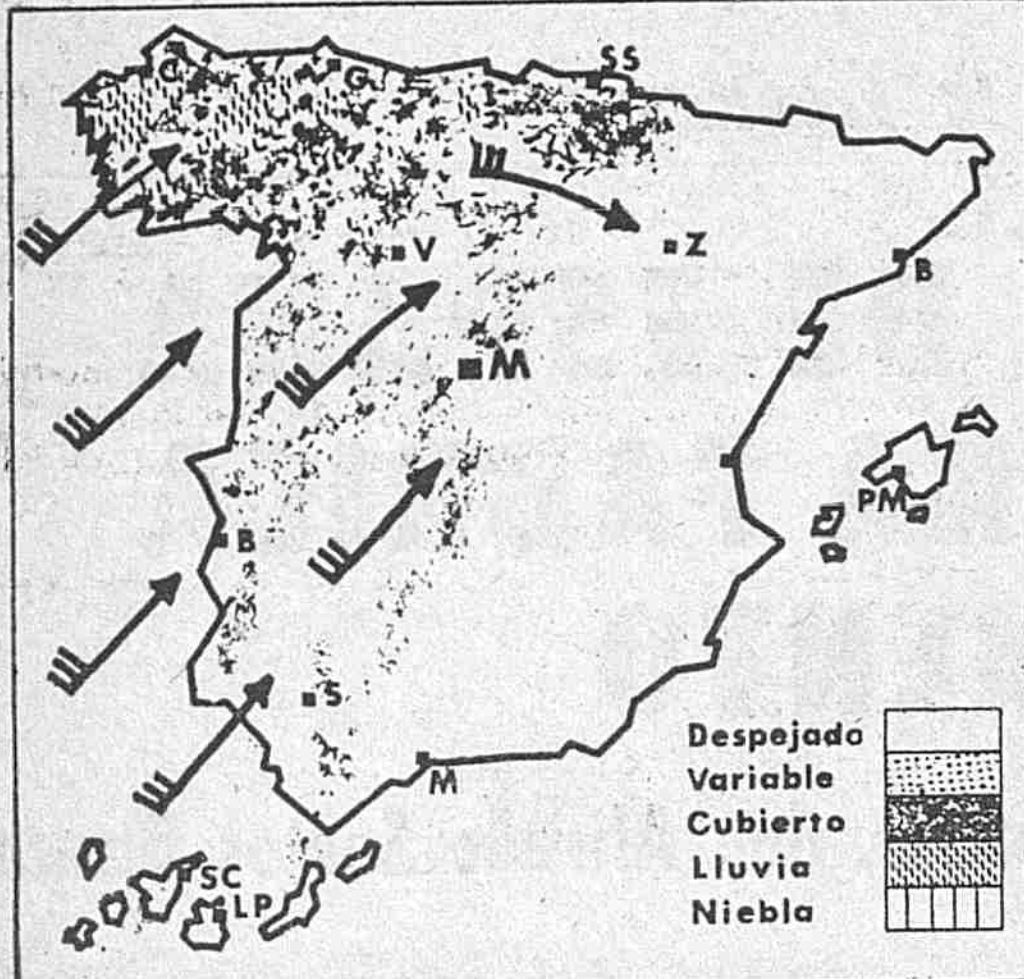 C
G
SS
V
Z
B
M
PM
B
S
M
SC
LP
Despejado
Variable
Cubierto
Lluvia
Niebla